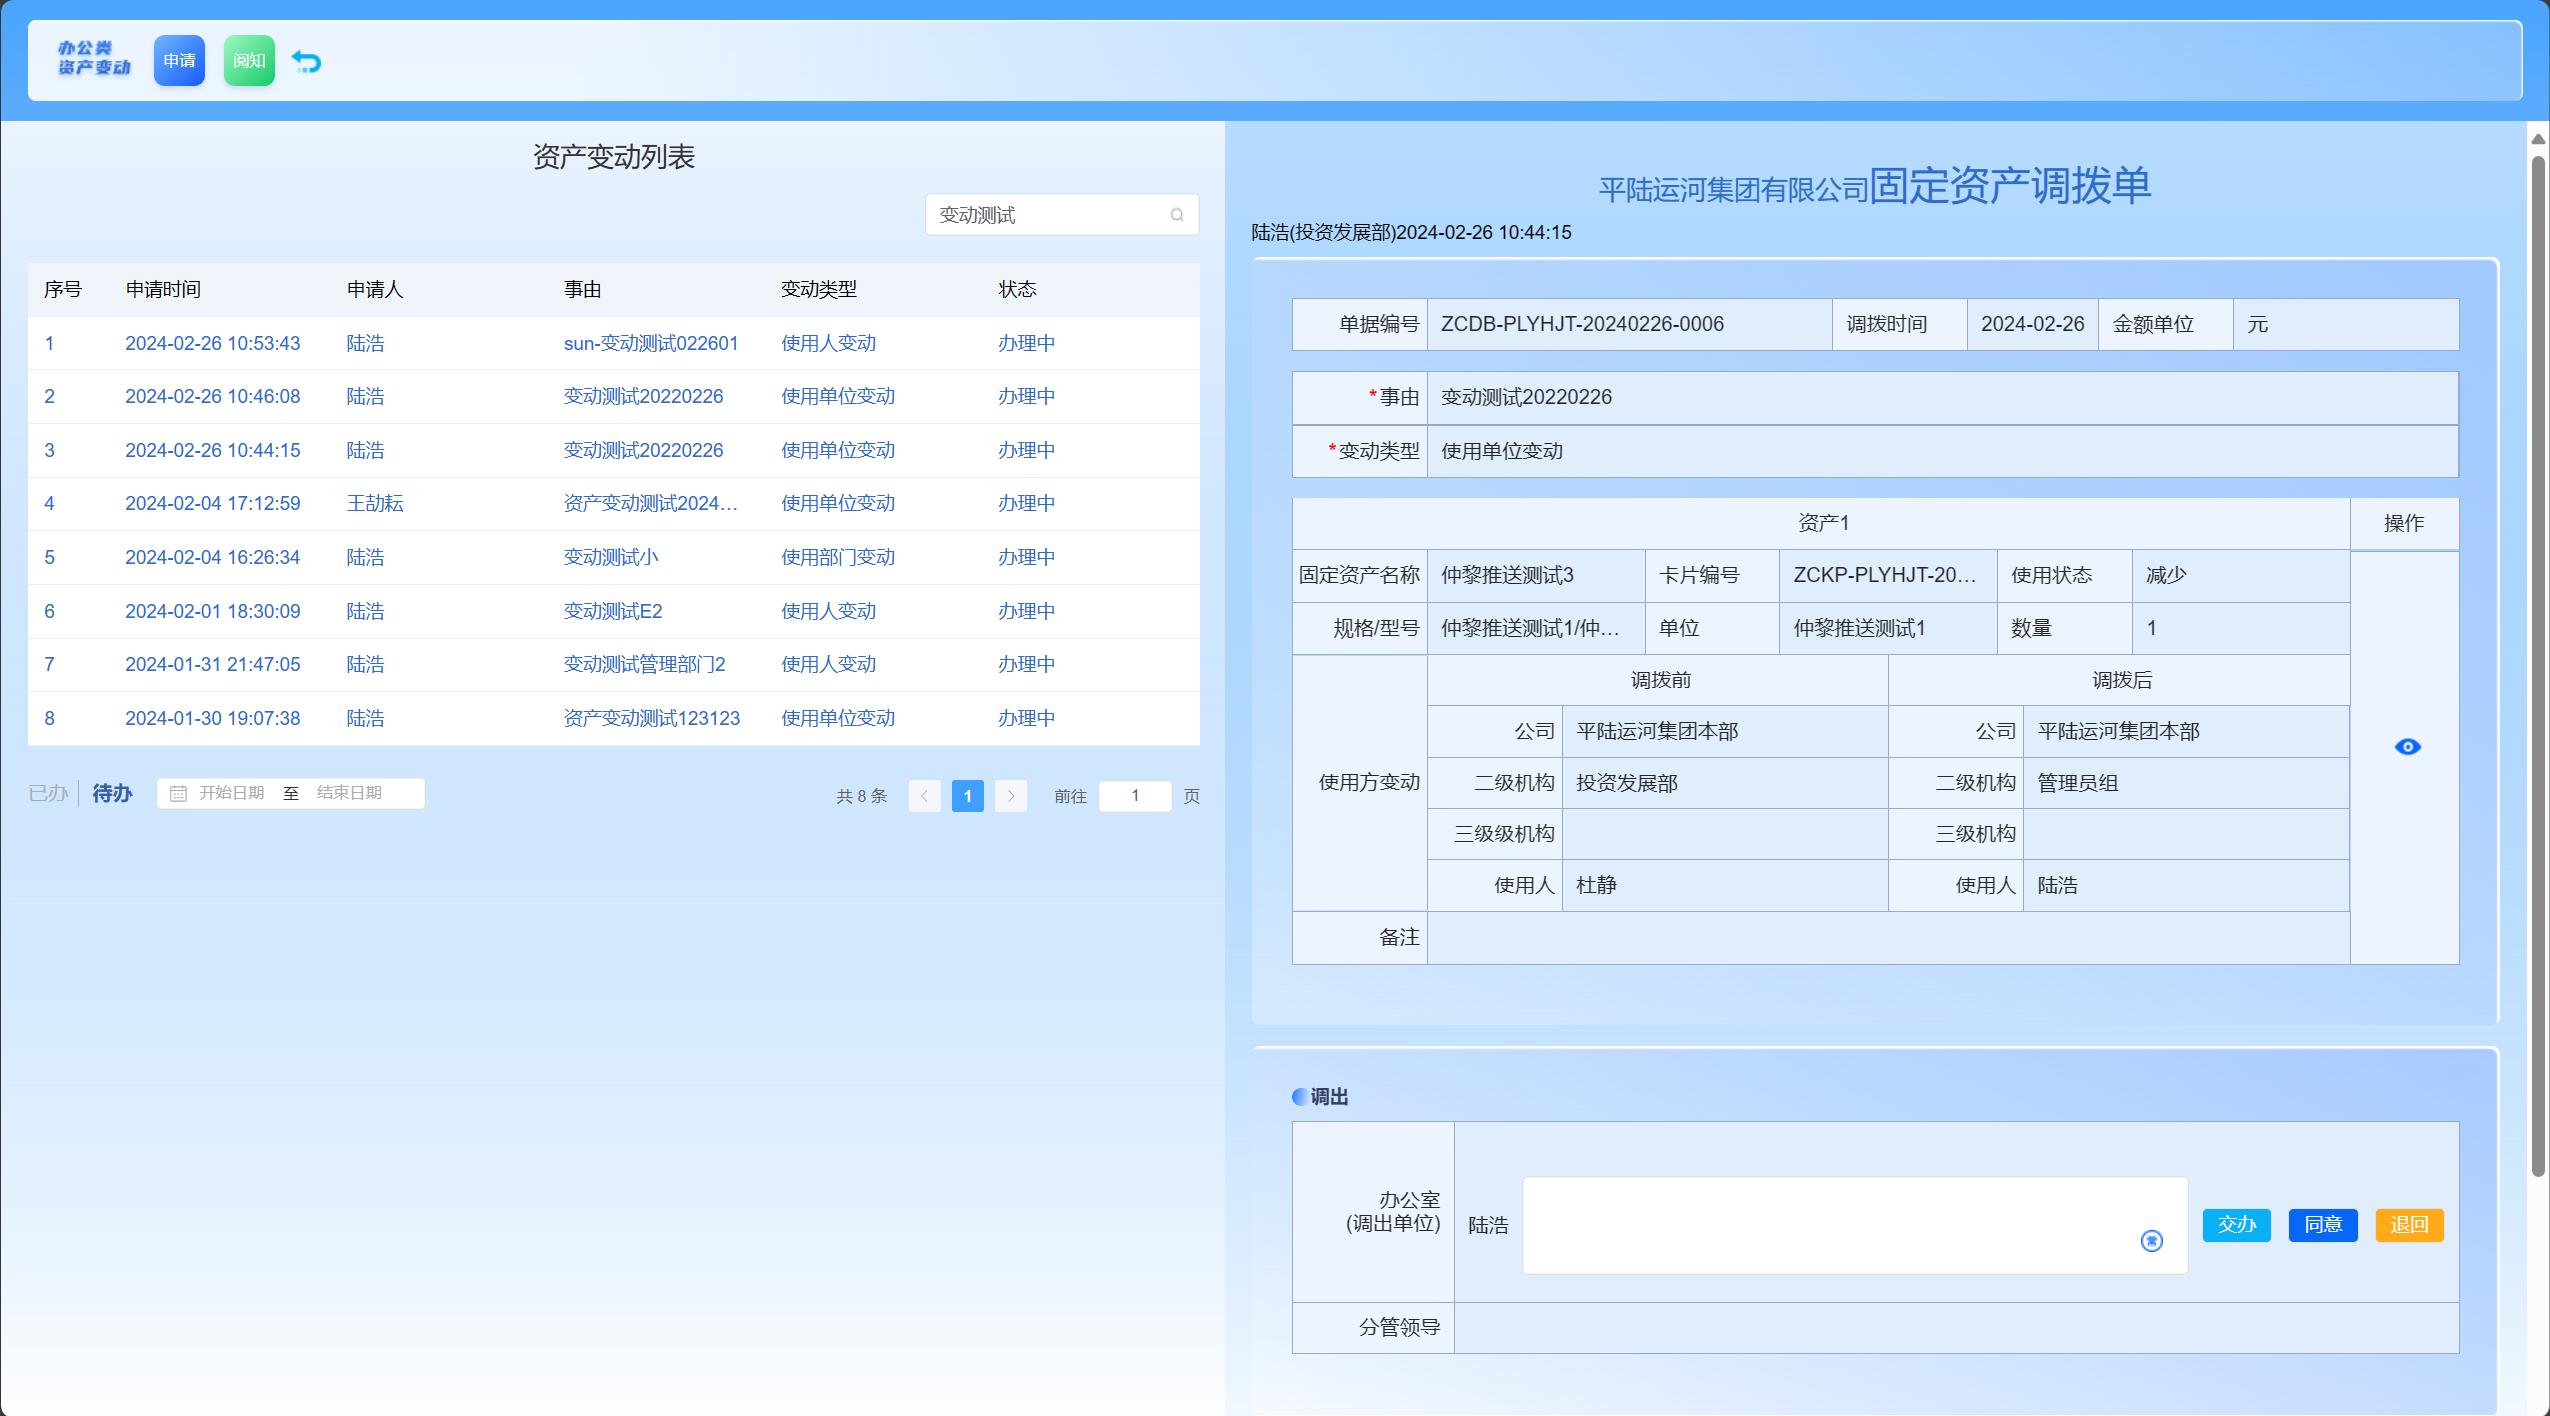 办公类
资产变动
申请
阅知
资产变动列表
变动测试
序号 申请时间 申请人 事由 变动类型 状态
1 2024-02-26 10:53:43 陆浩 sun-变动测试022601 使用人变动 办理中
2 2024-02-26 10:46:08 陆浩 变动测试20220226 使用单位变动 办理中
3 2024-02-26 10:44:15 陆浩 变动测试20220226 使用单位变动 办理中
4 2024-02-04 17:12:59 王劼耘 资产变动测试2024… 使用单位变动 办理中
5 2024-02-04 16:26:34 陆浩 变动测试小 使用部门变动 办理中
6 2024-02-01 18:30:09 陆浩 变动测试E2 使用人变动 办理中
7 2024-01-31 21:47:05 陆浩 变动测试管理部门2 使用人变动 办理中
8 2024-01-30 19:07:38 陆浩 资产变动测试123123 使用单位变动 办理中
已办 待办 开始日期 至 结束日期 共 8 条 1 前往 1 页
平陆运河集团有限公司固定资产调拨单
陆浩(投资发展部)2024-02-26 10:44:15
单据编号 ZCDB-PLYHJT-20240226-0006 调拨时间 2024-02-26 金额单位 元
*事由 变动测试20220226
*变动类型 使用单位变动
资产1 操作
固定资产名称 仲黎推送测试3 卡片编号 ZCKP-PLYHJT-20… 使用状态 减少
规格/型号 仲黎推送测试1/仲… 单位 仲黎推送测试1 数量 1
使用方变动 调拨前 调拨后
公司 平陆运河集团本部 公司 平陆运河集团本部
二级机构 投资发展部 二级机构 管理员组
三级级机构 三级机构
使用人 杜静 使用人 陆浩
备注
调出
办公室
(调出单位) 陆浩 常 交办 同意 退回
分管领导